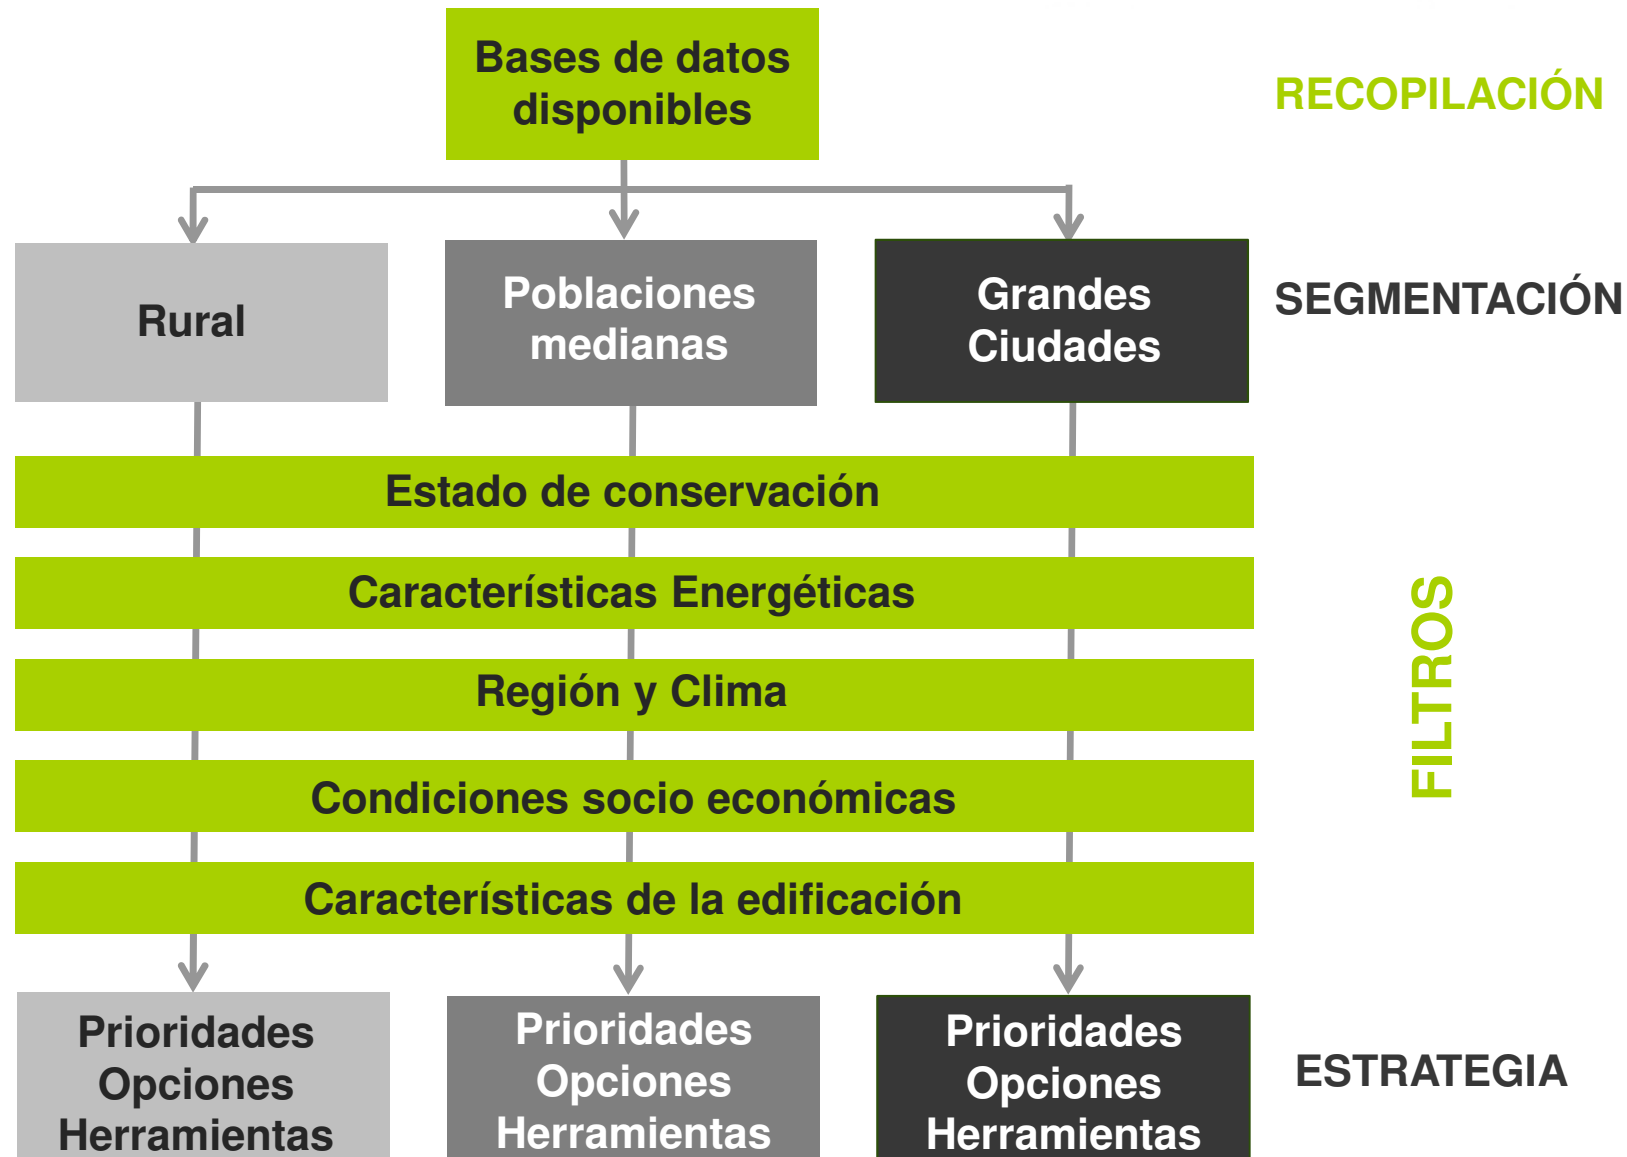 Bases de datos
disponibles
RECOPILACIÓN
Rural
Poblaciones
medianas
Grandes
Ciudades
SEGMENTACIÓN
Estado de conservación
Características Energéticas
Región y Clima
Condiciones socio económicas
Características de la edificación
FILTROS
Prioridades
Opciones
Herramientas
Prioridades
Opciones
Herramientas
Prioridades
Opciones
Herramientas
ESTRATEGIA